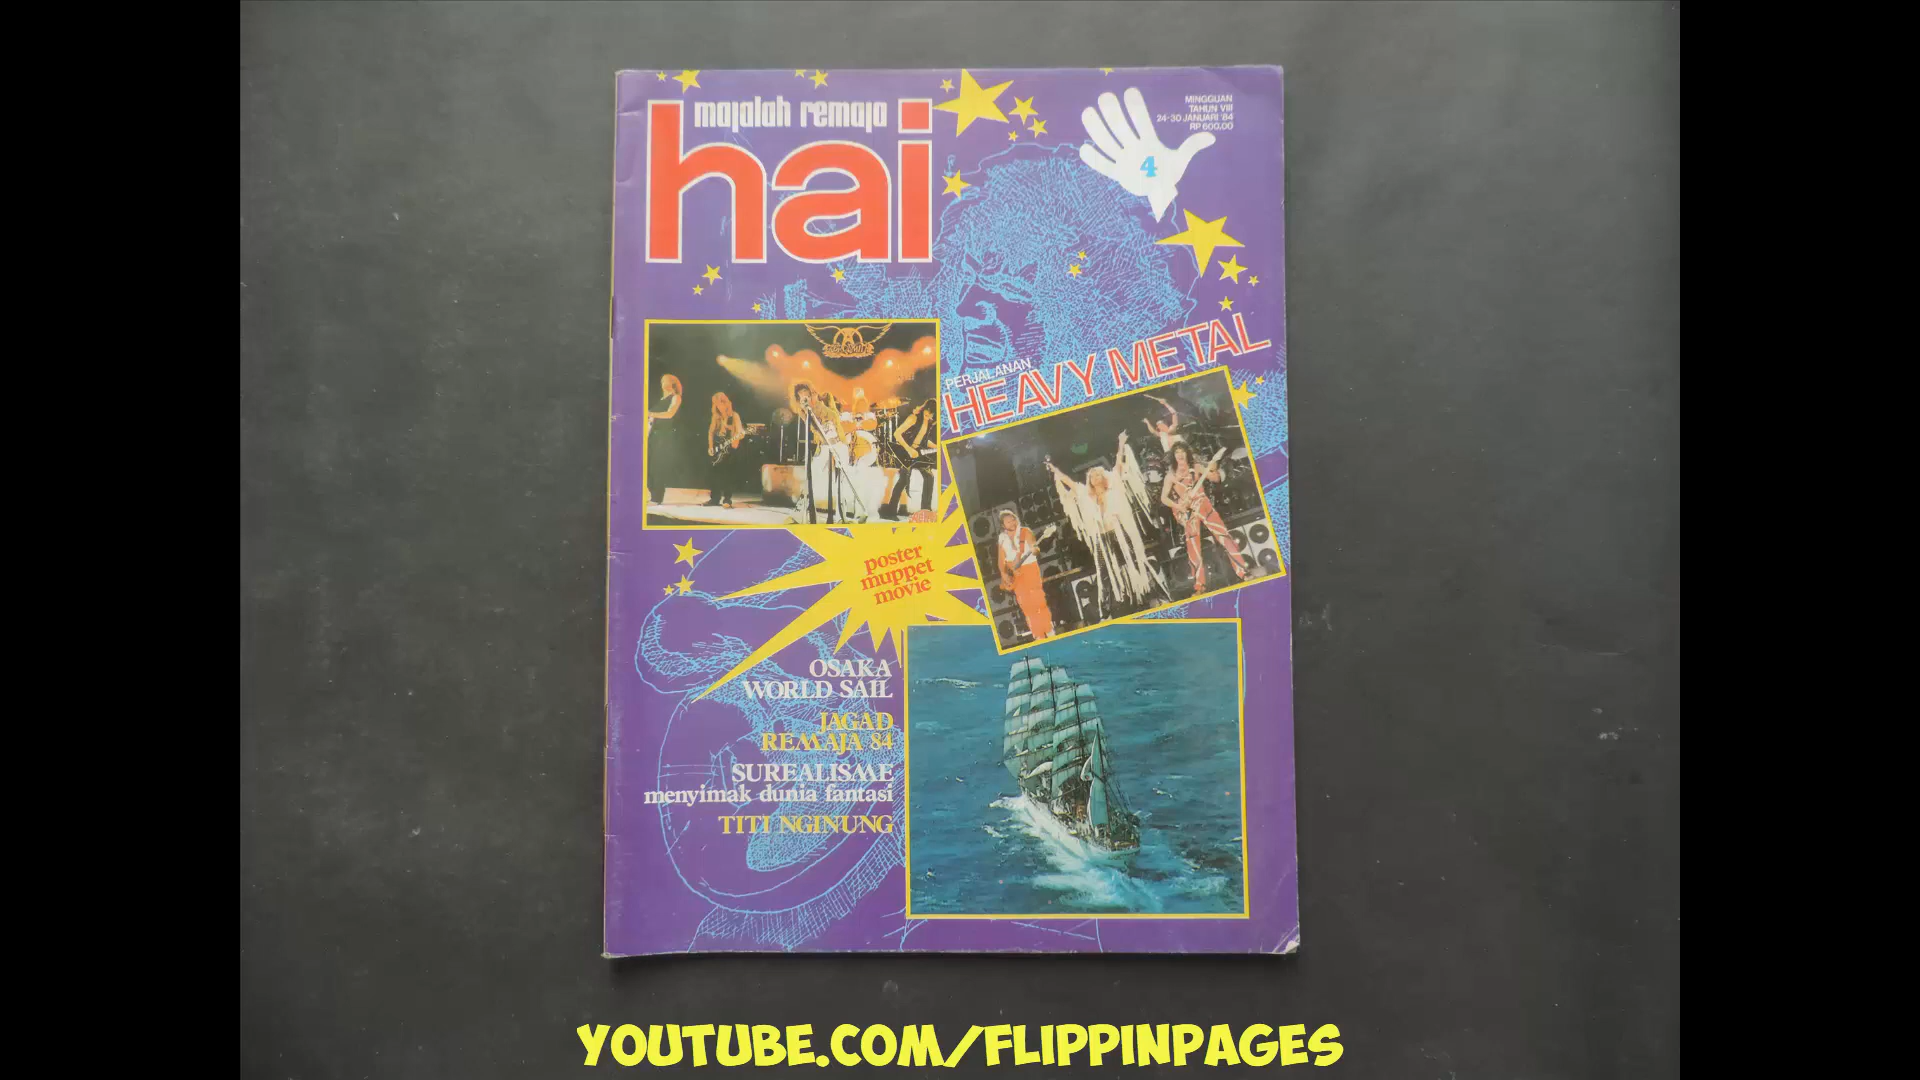 majalah remaja
hai
MINGGUAN
TAHUN VIII
24-30 JANUARI '84
RP 600,00
4
PERJALANAN
HEAVY METAL
poster
muppet
movie
OSAKA
WORLD SAIL
JAGAD
REMAJA 84
SUREALISME
menyimak dunia fantasi
TITI NGINUNG
YOUTUBE.COM/FLIPPINPAGES